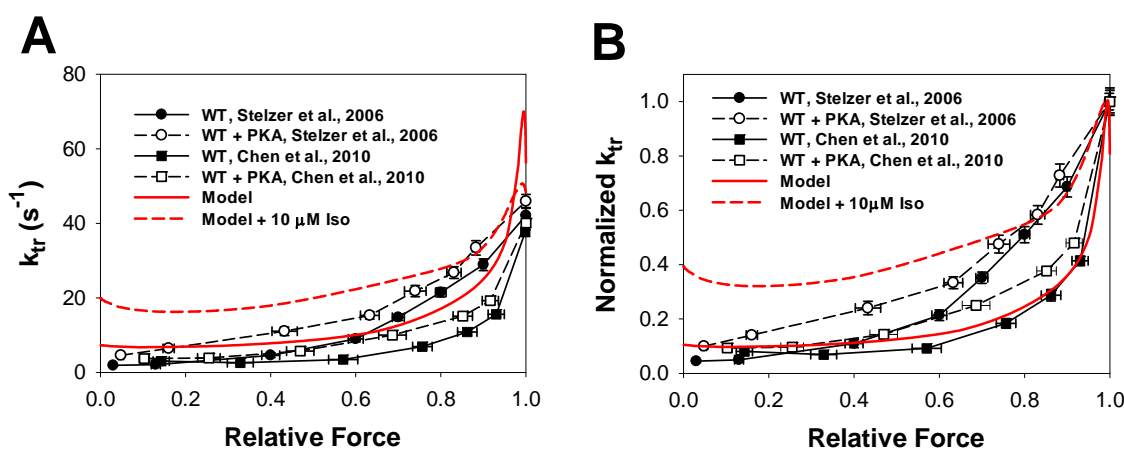 A
80
60
40
20
0
k_tr (s^-1)
WT, Stelzer et al., 2006
WT + PKA, Stelzer et al., 2006
WT, Chen et al., 2010
WT + PKA, Chen et al., 2010
Model
Model + 10 μM Iso
0.0 0.2 0.4 0.6 0.8 1.0
Relative Force
B
1.0
0.8
0.6
0.4
0.2
0.0
Normalized k_tr
WT, Stelzer et al., 2006
WT + PKA, Stelzer et al., 2006
WT, Chen et al., 2010
WT + PKA, Chen et al., 2010
Model
Model + 10μM Iso
0.0 0.2 0.4 0.6 0.8 1.0
Relative Force